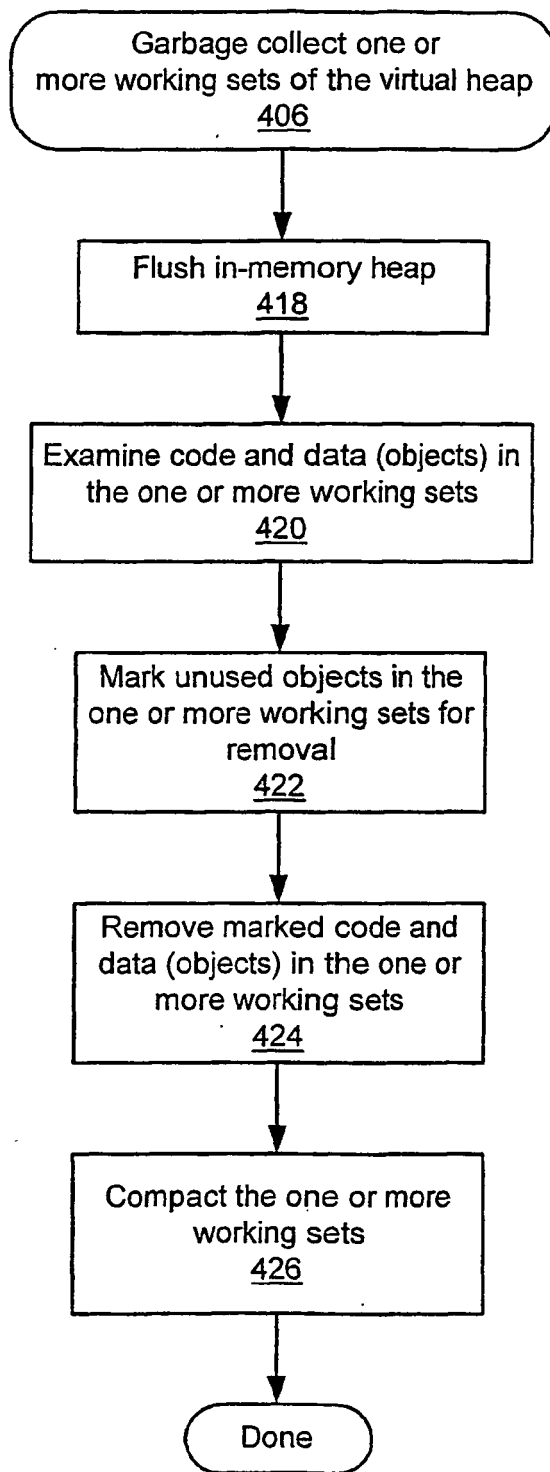 Garbage collect one or
more working sets of the virtual heap
406
Flush in-memory heap
418
Examine code and data (objects) in
the one or more working sets
420
Mark unused objects in the
one or more working sets for
removal
422
Remove marked code and
data (objects) in the one or
more working sets
424
Compact the one or more
working sets
426
Done